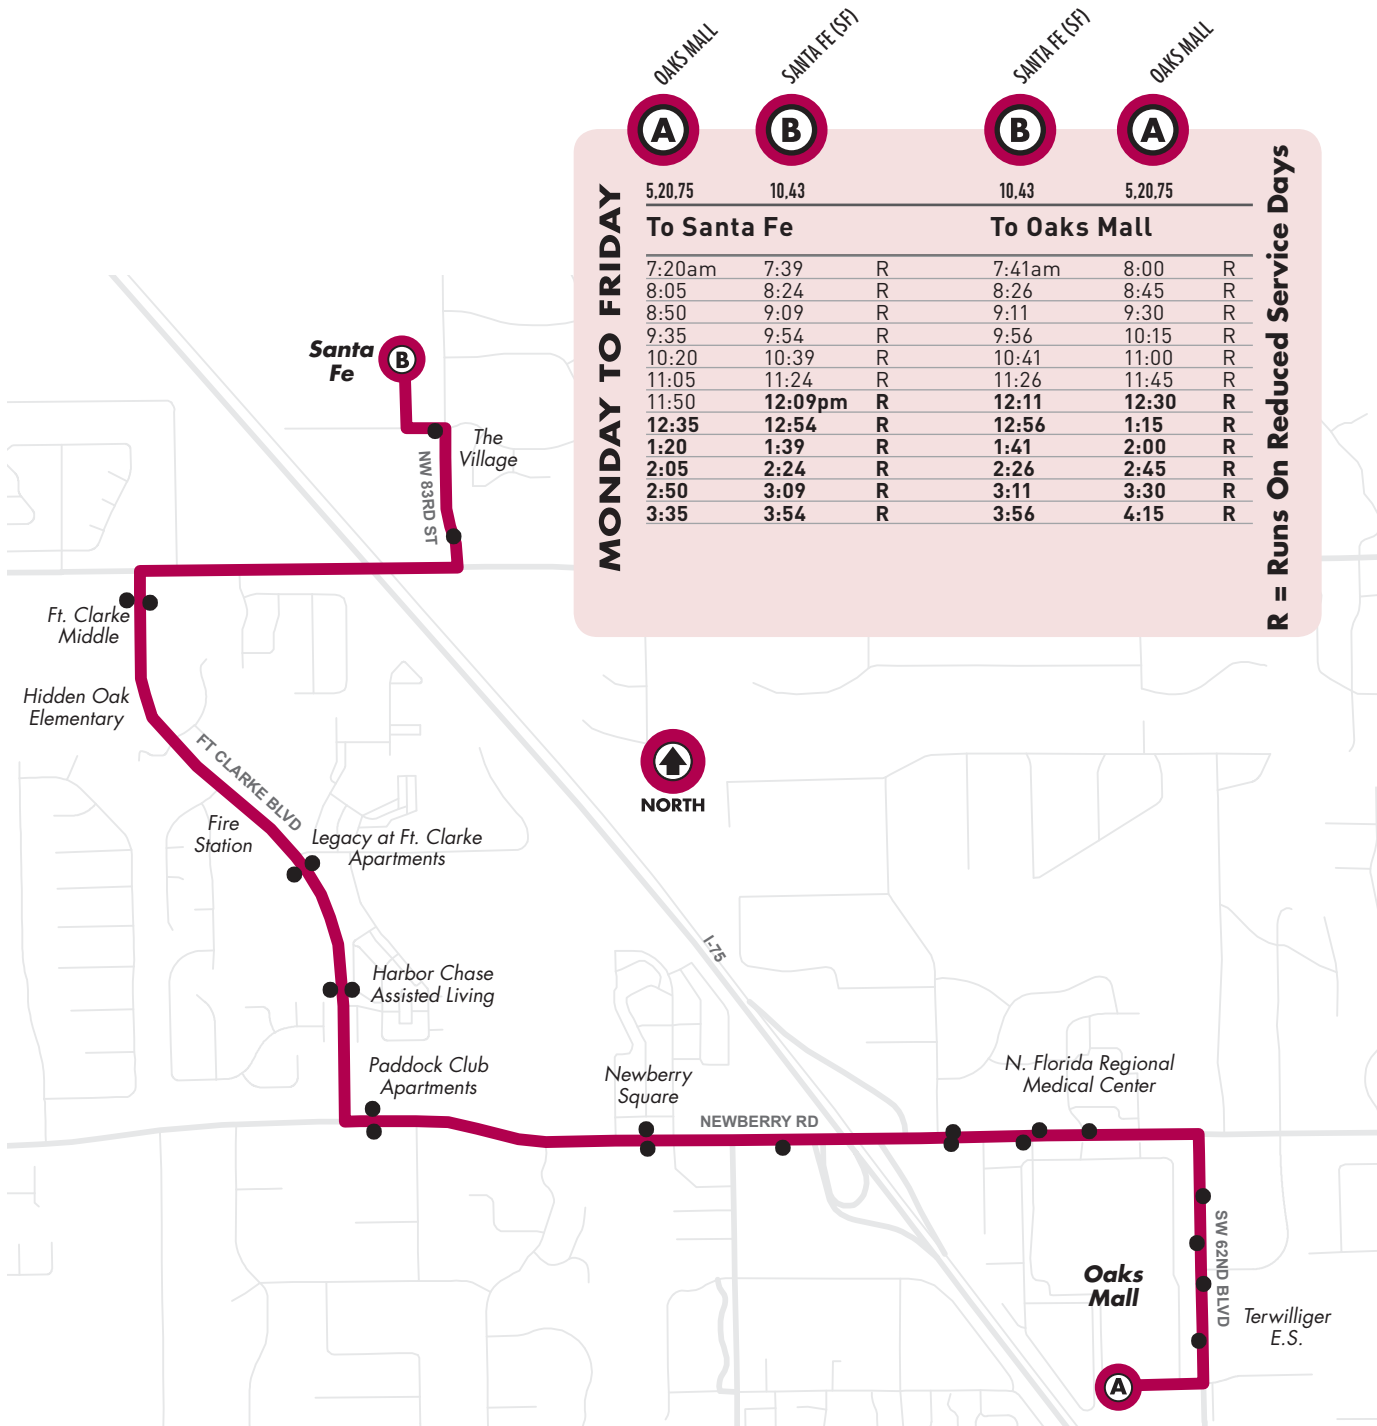 OAKS MALL
SANTA FE (SF)
SANTA FE (SF)
OAKS MALL
A B B A
5,20,75 10,43 10,43 5,20,75
To Santa Fe To Oaks Mall
7:20am 7:39 R 7:41am 8:00 R
8:05 8:24 R 8:26 8:45 R
8:50 9:09 R 9:11 9:30 R
9:35 9:54 R 9:56 10:15 R
10:20 10:39 R 10:41 11:00 R
11:05 11:24 R 11:26 11:45 R
11:50 12:09pm R 12:11 12:30 R
12:35 12:54 R 12:56 1:15 R
1:20 1:39 R 1:41 2:00 R
2:05 2:24 R 2:26 2:45 R
2:50 3:09 R 3:11 3:30 R
3:35 3:54 R 3:56 4:15 R
MONDAY TO FRIDAY
R = Runs On Reduced Service Days
Santa
Fe
B
The
Village
NW 83RD ST
Ft. Clarke
Middle
Hidden Oak
Elementary
FT CLARKE BLVD
Fire
Station
Legacy at Ft. Clarke
Apartments
NORTH
I-75
Harbor Chase
Assisted Living
Paddock Club
Apartments
Newberry
Square
NEWBERRY RD
N. Florida Regional
Medical Center
SW 62ND BLVD
Oaks
Mall
Terwilliger
E.S.
A